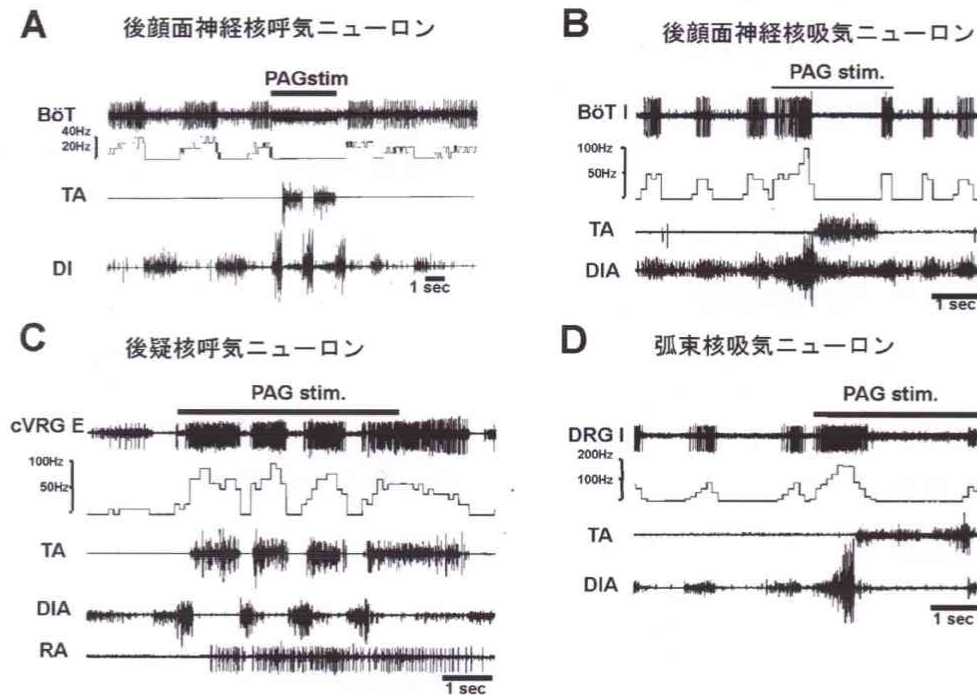 A 後顔面神経核呼気ニューロン
PAGstim
BöT
40Hz
20Hz
TA
DI
1 sec
B 後顔面神経核吸気ニューロン
PAG stim.
BöT I
100Hz
50Hz
TA
DIA
1 sec
C 後疑核呼気ニューロン
PAG stim.
cVRG E
100Hz
50Hz
TA
DIA
RA
1 sec
D 弧束核吸気ニューロン
PAG stim.
DRG I
200Hz
100Hz
TA
DIA
1 sec